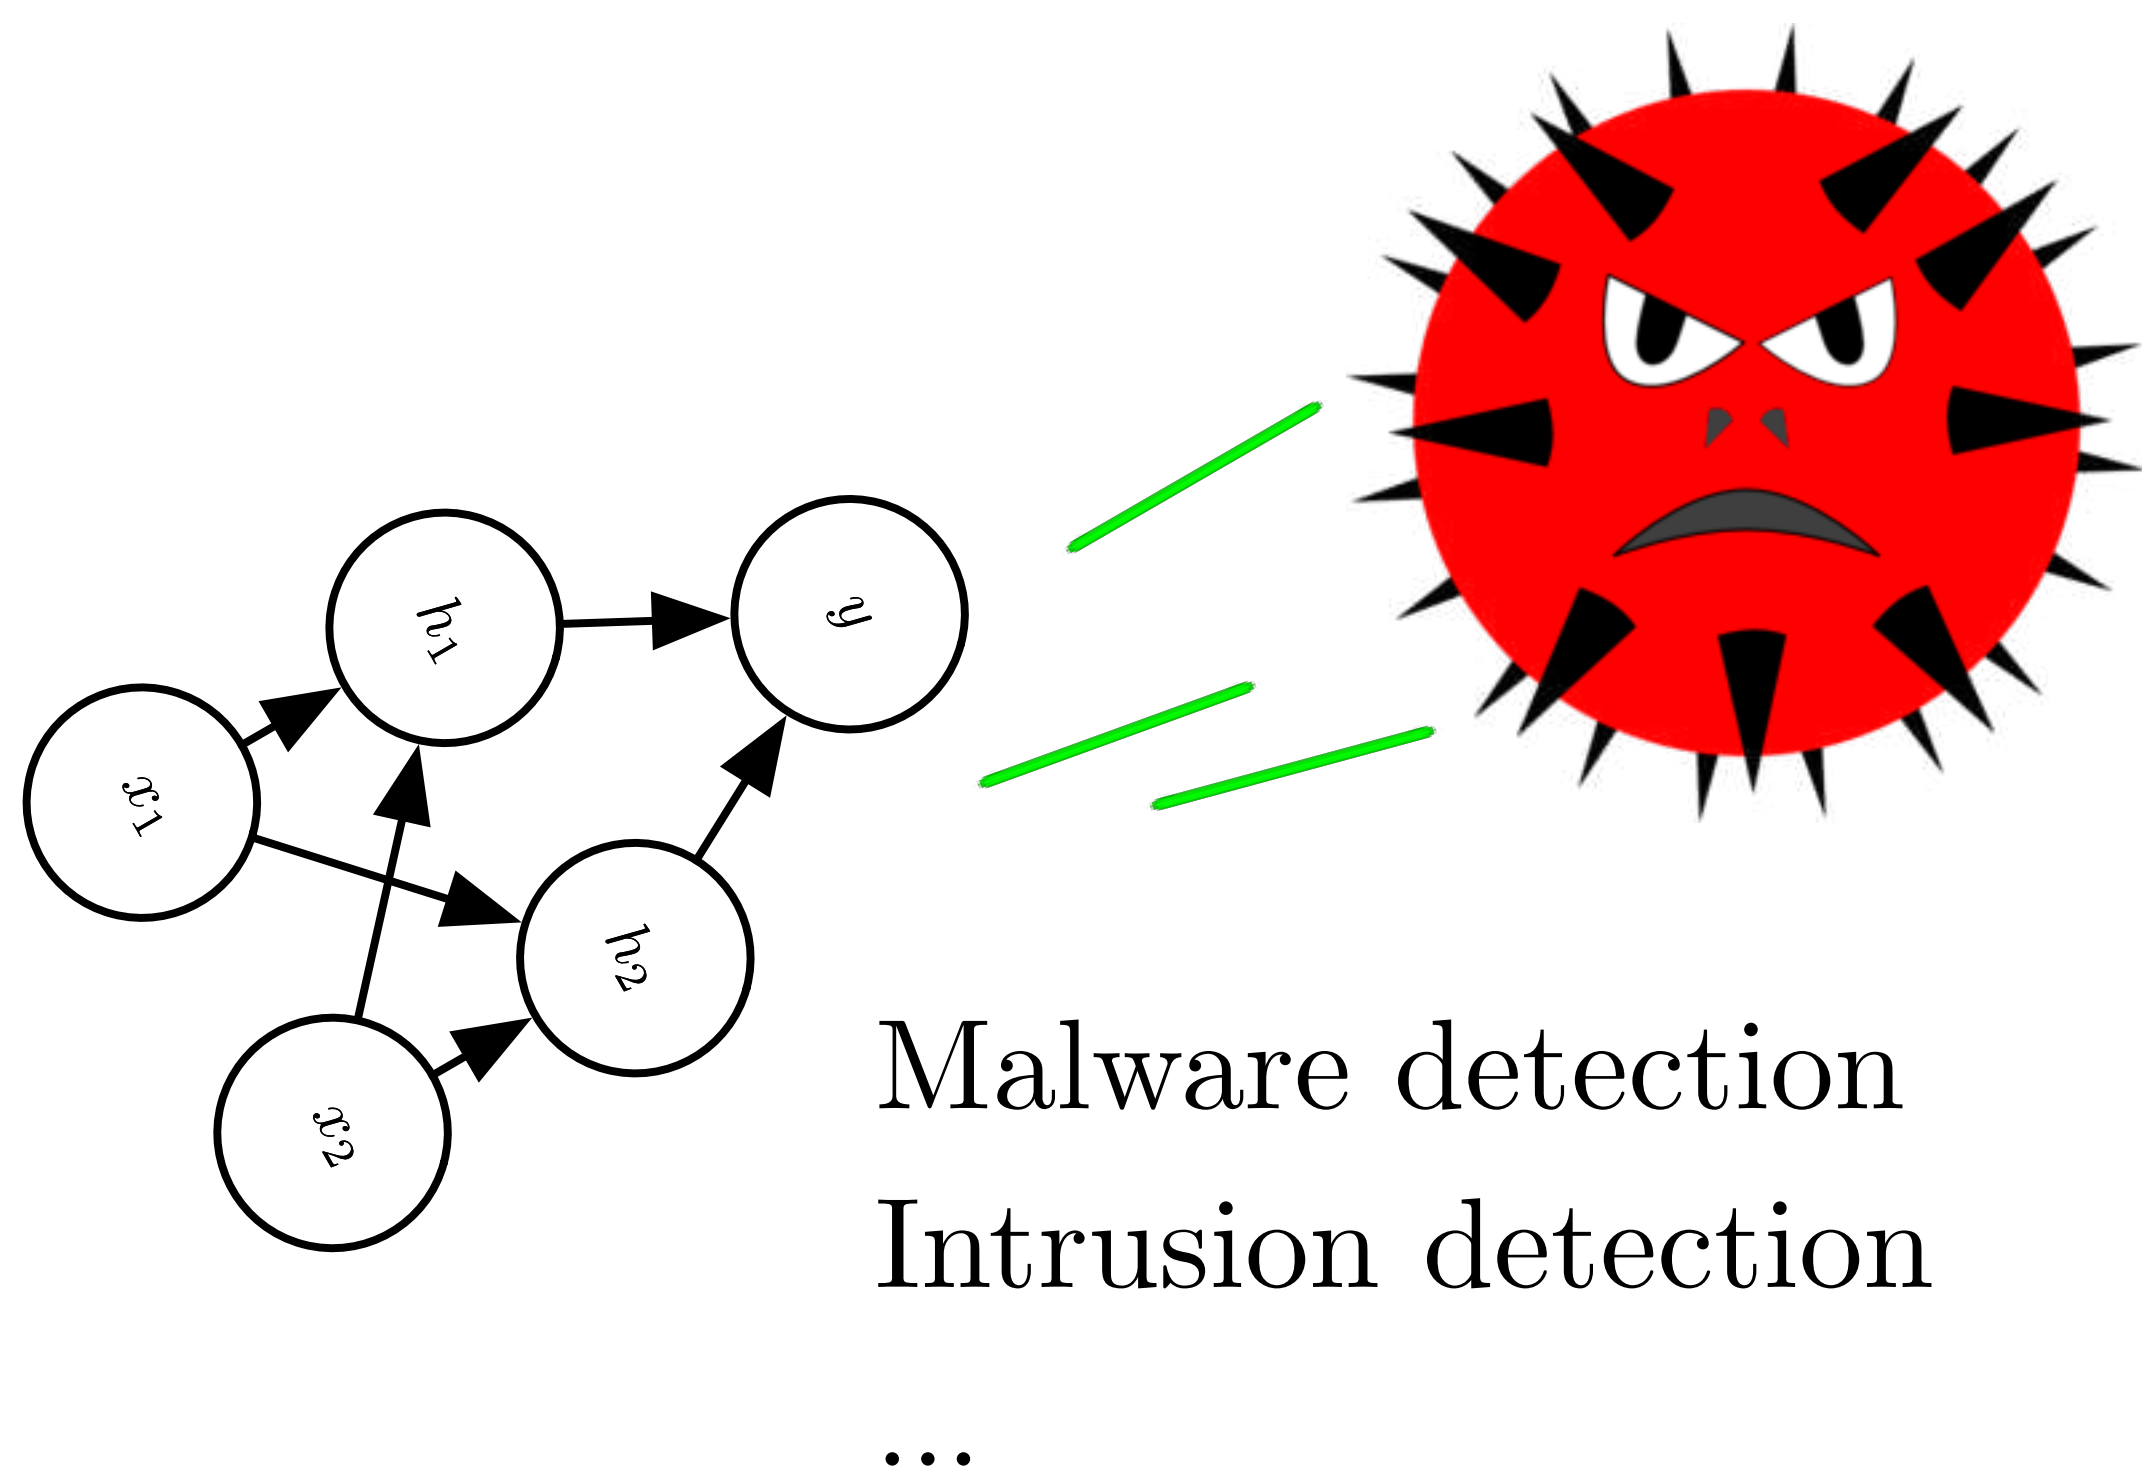 h₁
y
x₁
h₂
x₂
Malware detection
Intrusion detection
...